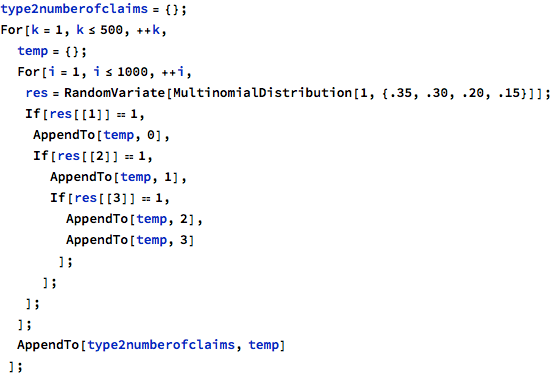 type2numberofclaims = {};
For[k = 1, k ≤ 500, ++k,
temp = {};
For[i = 1, i ≤ 1000, ++i,
res = RandomVariate[MultinomialDistribution[1, {.35, .30, .20, .15}]];
If[res[[1]] == 1,
AppendTo[temp, 0],
If[res[[2]] == 1,
AppendTo[temp, 1],
If[res[[3]] == 1,
AppendTo[temp, 2],
AppendTo[temp, 3]
];
];
];
];
AppendTo[type2numberofclaims, temp]
];